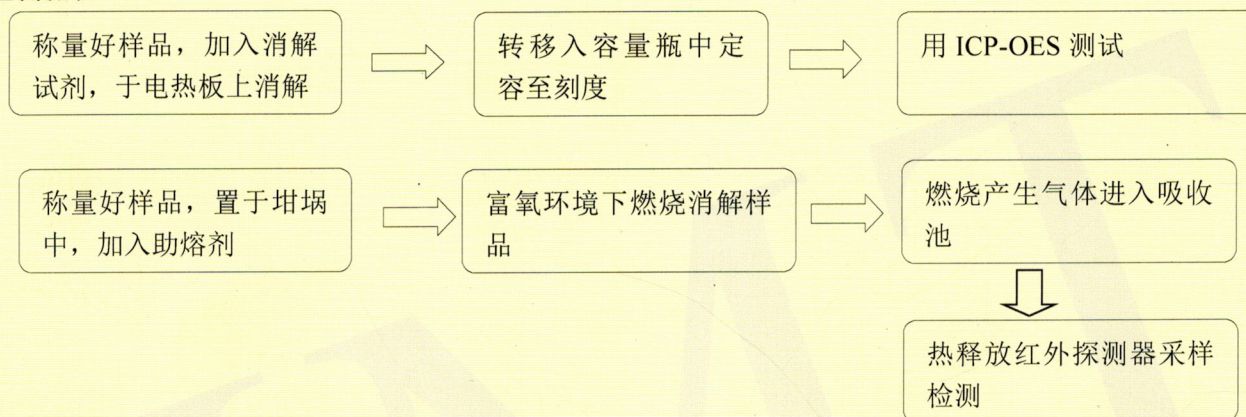 称量好样品，加入消解
试剂，于电热板上消解
转移入容量瓶中定
容至刻度
用 ICP-OES 测试
称量好样品，置于坩埚
中，加入助熔剂
富氧环境下燃烧消解样
品
燃烧产生气体进入吸收
池
热释放红外探测器采样
检测